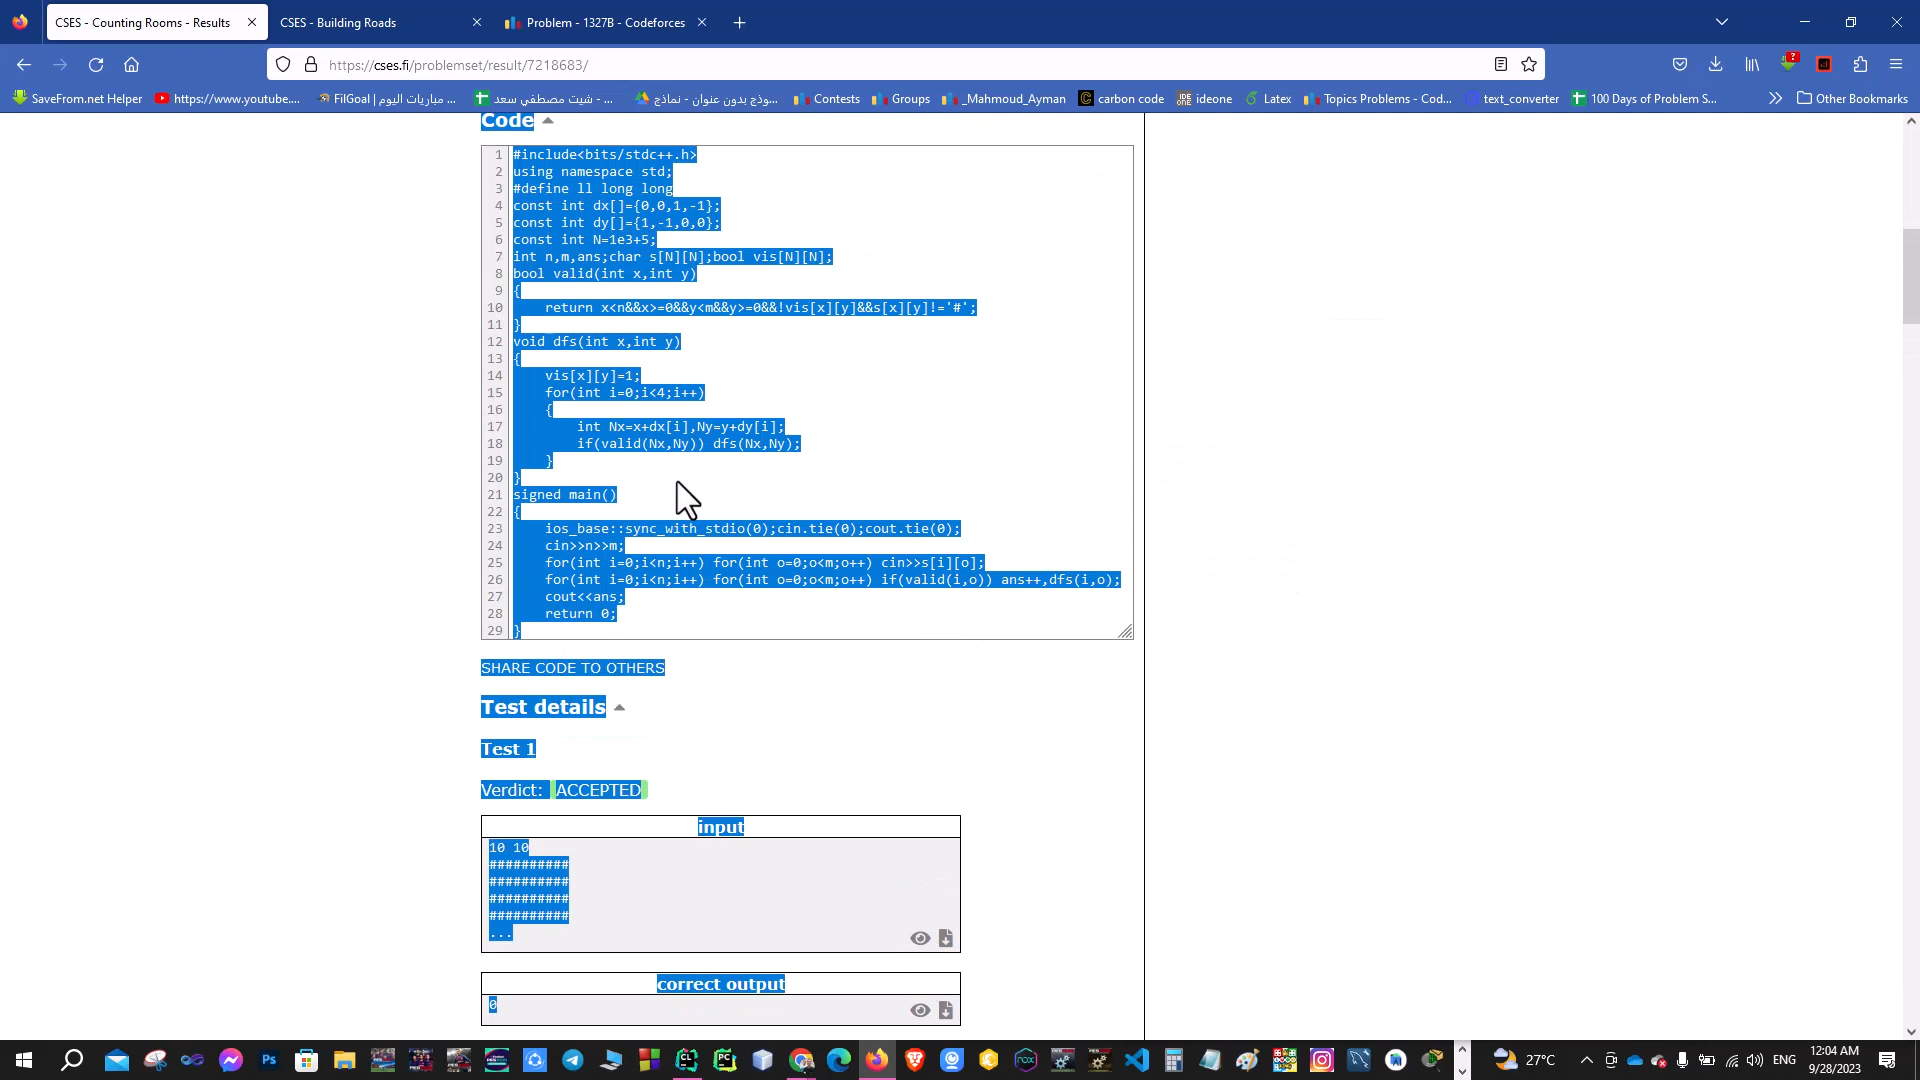 CSES - Counting Rooms - Results
CSES - Building Roads
Problem - 1327B - Codeforces
https://cses.fi/problemset/result/7218683/
SaveFrom.net Helper
https://www.youtube....
FilGoal | مباريات اليوم ...
شيت مصطفي سعد - ...
نموذج بدون عنوان - نماذج...
Contests
Groups
_Mahmoud_Ayman
carbon code
ideone
Latex
Topics Problems - Cod...
text_converter
100 Days of Problem S...
Other Bookmarks
Code
1 #include<bits/stdc++.h>
2 using namespace std;
3 #define ll long long
4 const int dx[]={0,0,1,-1};
5 const int dy[]={1,-1,0,0};
6 const int N=1e3+5;
7 int n,m,ans;char s[N][N];bool vis[N][N];
8 bool valid(int x,int y)
9 {
10     return x<n&&x>=0&&y<m&&y>=0&&!vis[x][y]&&s[x][y]!='#';
11 }
12 void dfs(int x,int y)
13 {
14     vis[x][y]=1;
15     for(int i=0;i<4;i++)
16     {
17         int Nx=x+dx[i],Ny=y+dy[i];
18         if(valid(Nx,Ny)) dfs(Nx,Ny);
19     }
20 }
21 signed main()
22 {
23     ios_base::sync_with_stdio(0);cin.tie(0);cout.tie(0);
24     cin>>n>>m;
25     for(int i=0;i<n;i++) for(int o=0;o<m;o++) cin>>s[i][o];
26     for(int i=0;i<n;i++) for(int o=0;o<m;o++) if(valid(i,o)) ans++,dfs(i,o);
27     cout<<ans;
28     return 0;
29 }
SHARE CODE TO OTHERS
Test details
Test 1
Verdict: ACCEPTED
input
10 10
##########
##########
##########
##########
...
correct output
0
27°C
ENG
12:04 AM
9/28/2023